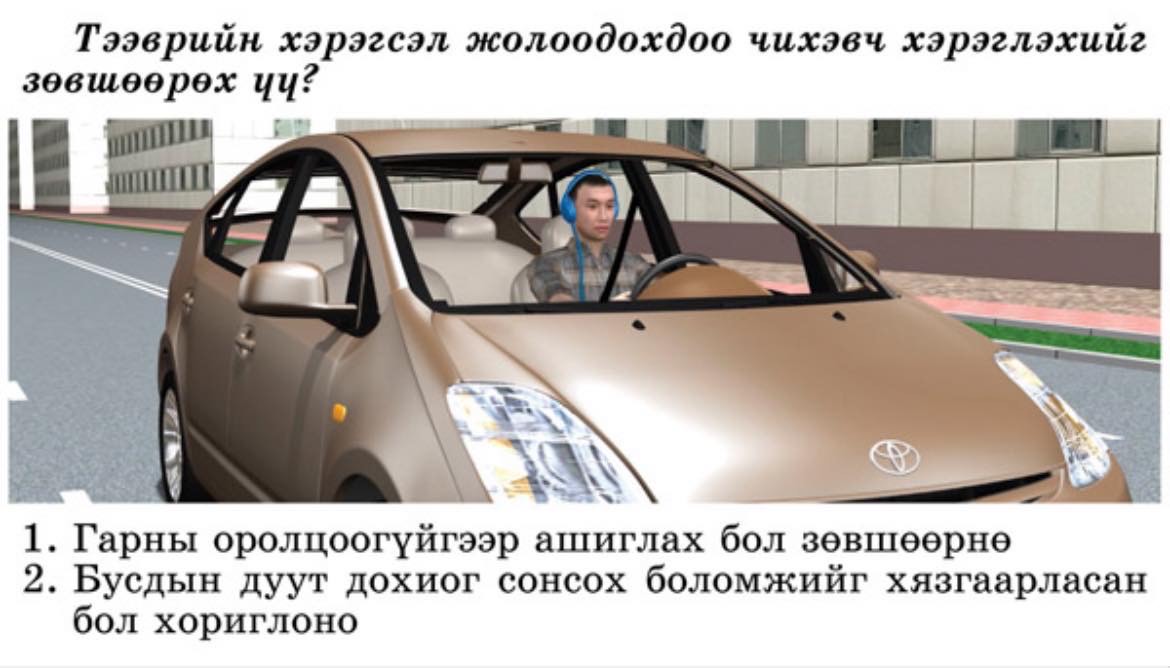 Тээврийн хэрэгсэл жолоодохдоо чихэвч хэрэглэхийг
зөвшөөрөх үү?
1. Гарны оролцоогүйгээр ашиглах бол зөвшөөрнө
2. Бусдын дуут дохиог сонсох боломжийг хязгаарласан
бол хориглоно